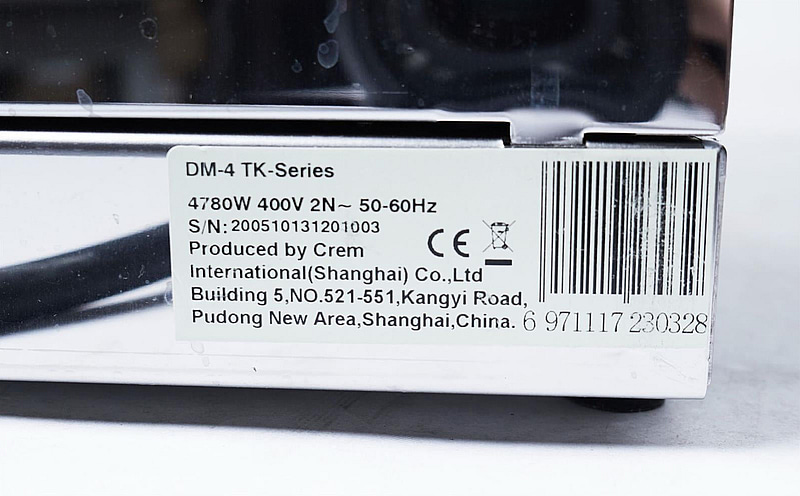 DM-4 TK-Series
4780W 400V 2N~ 50-60Hz
S/N: 200510131201003
Produced by Crem
International(Shanghai) Co.,Ltd
Building 5,NO.521-551,Kangyi Road,
Pudong New Area,Shanghai,China.
CE
6 971117 230328